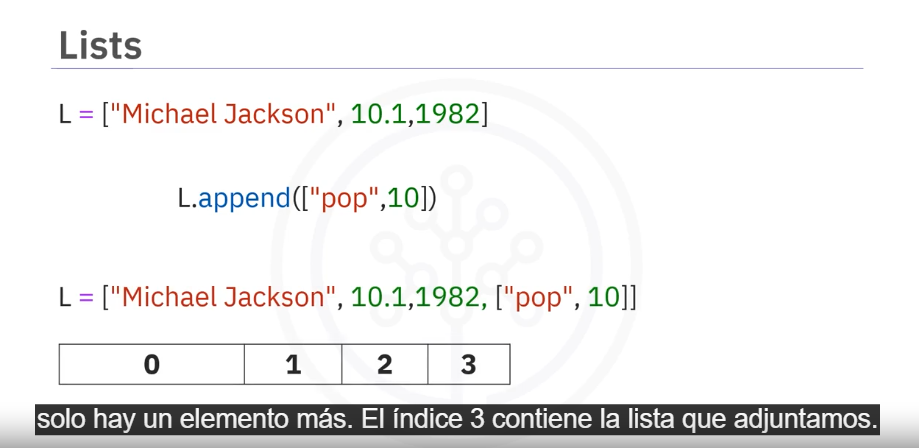 Lists
L = ["Michael Jackson", 10.1,1982]
L.append(["pop",10])
L = ["Michael Jackson", 10.1,1982, ["pop", 10]]
0 1 2 3
solo hay un elemento más. El índice 3 contiene la lista que adjuntamos.